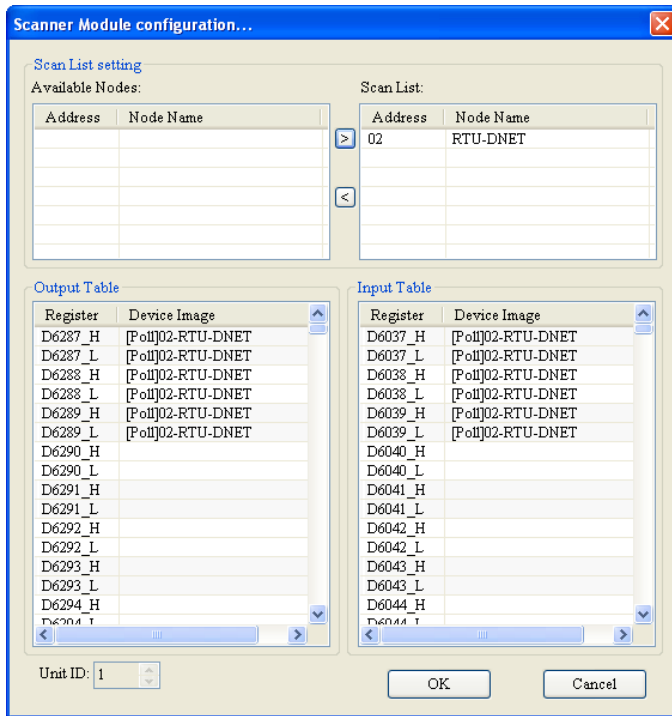 Scanner Module configuration...
Scan List setting
Available Nodes:
Address Node Name
>
<
Scan List:
Address Node Name
02 RTU-DNET
Output Table
Register Device Image
D6287_H [Poll]02-RTU-DNET
D6287_L [Poll]02-RTU-DNET
D6288_H [Poll]02-RTU-DNET
D6288_L [Poll]02-RTU-DNET
D6289_H [Poll]02-RTU-DNET
D6289_L [Poll]02-RTU-DNET
D6290_H
D6290_L
D6291_H
D6291_L
D6292_H
D6292_L
D6293_H
D6293_L
D6294_H
D6294_L
Input Table
Register Device Image
D6037_H [Poll]02-RTU-DNET
D6037_L [Poll]02-RTU-DNET
D6038_H [Poll]02-RTU-DNET
D6038_L [Poll]02-RTU-DNET
D6039_H [Poll]02-RTU-DNET
D6039_L [Poll]02-RTU-DNET
D6040_H
D6040_L
D6041_H
D6041_L
D6042_H
D6042_L
D6043_H
D6043_L
D6044_H
D6044_L
Unit ID: 1
OK
Cancel